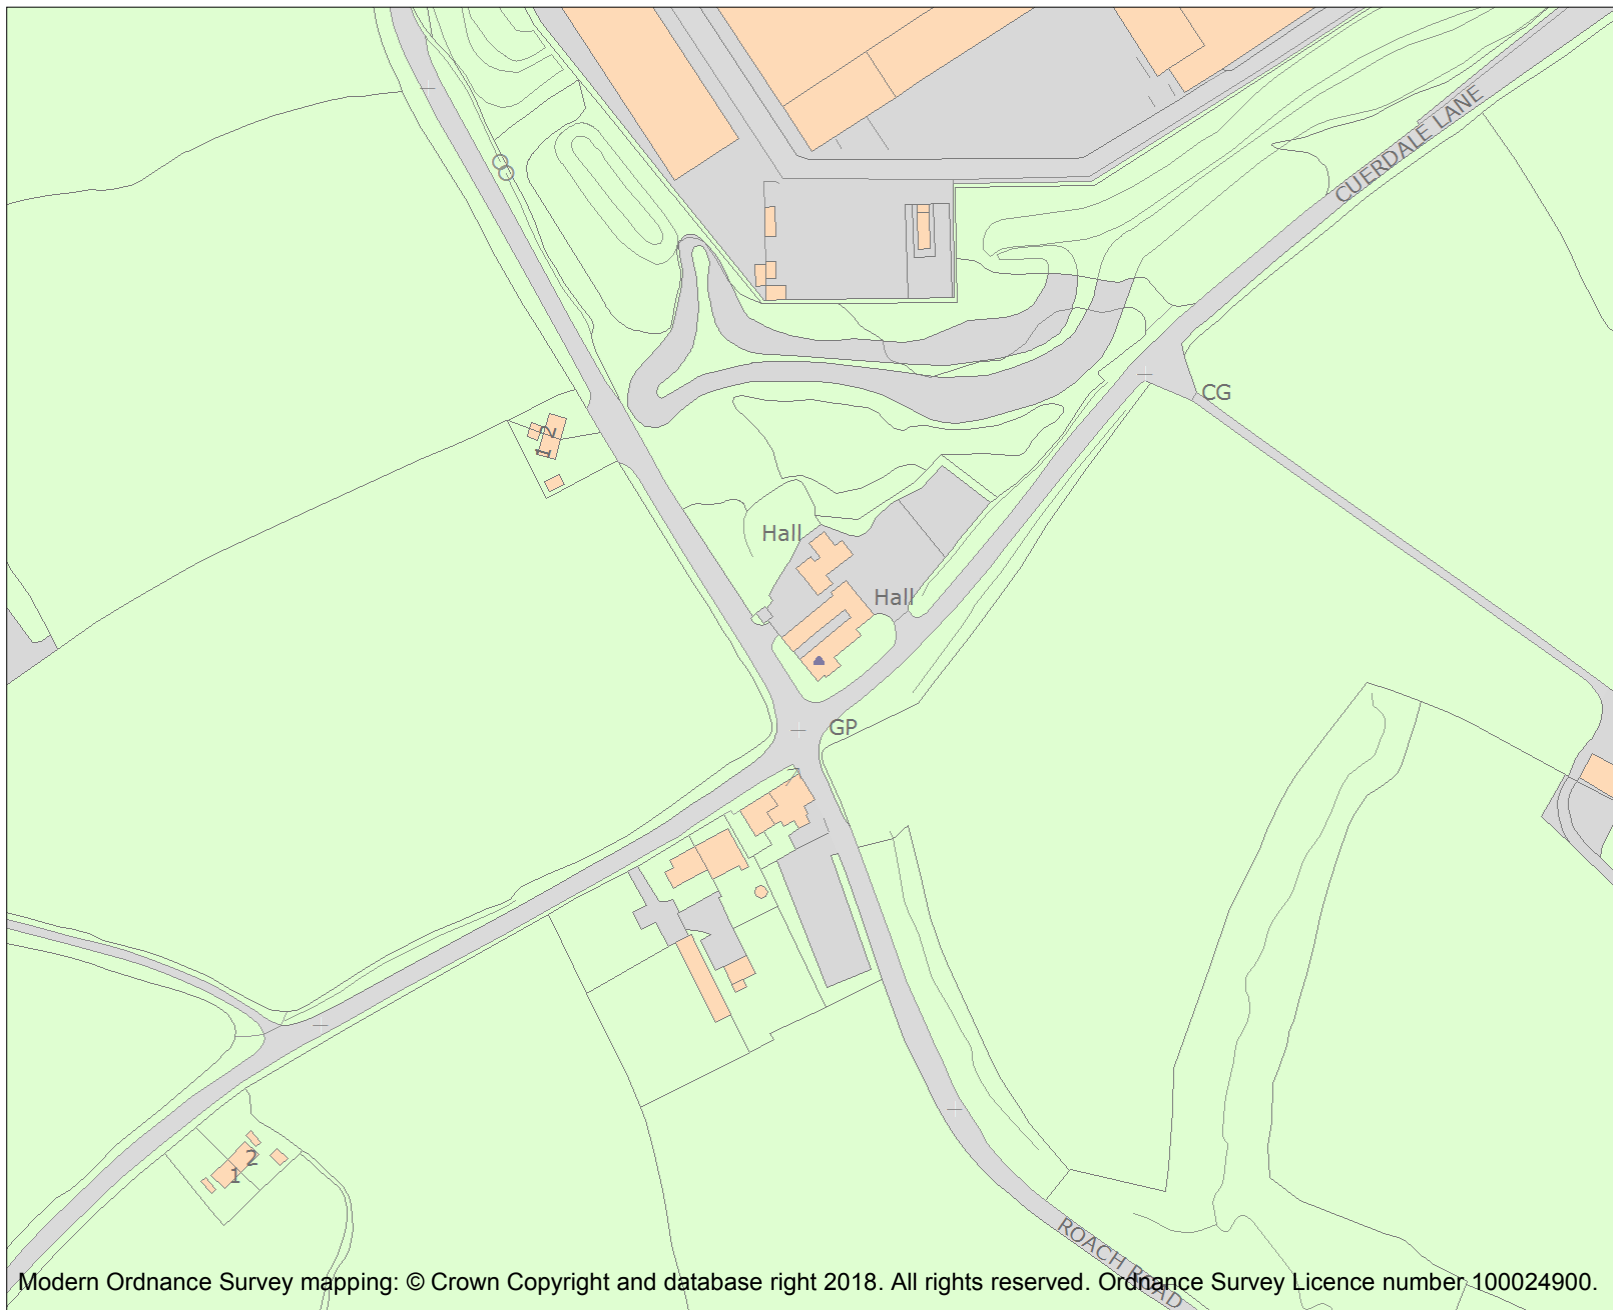 CUERDALE LANE
CG
2
1
Hall
Hall
GP
2
1
ROACH ROAD
Modern Ordnance Survey mapping: © Crown Copyright and database right 2018. All rights reserved. Ordnance Survey Licence number 100024900.